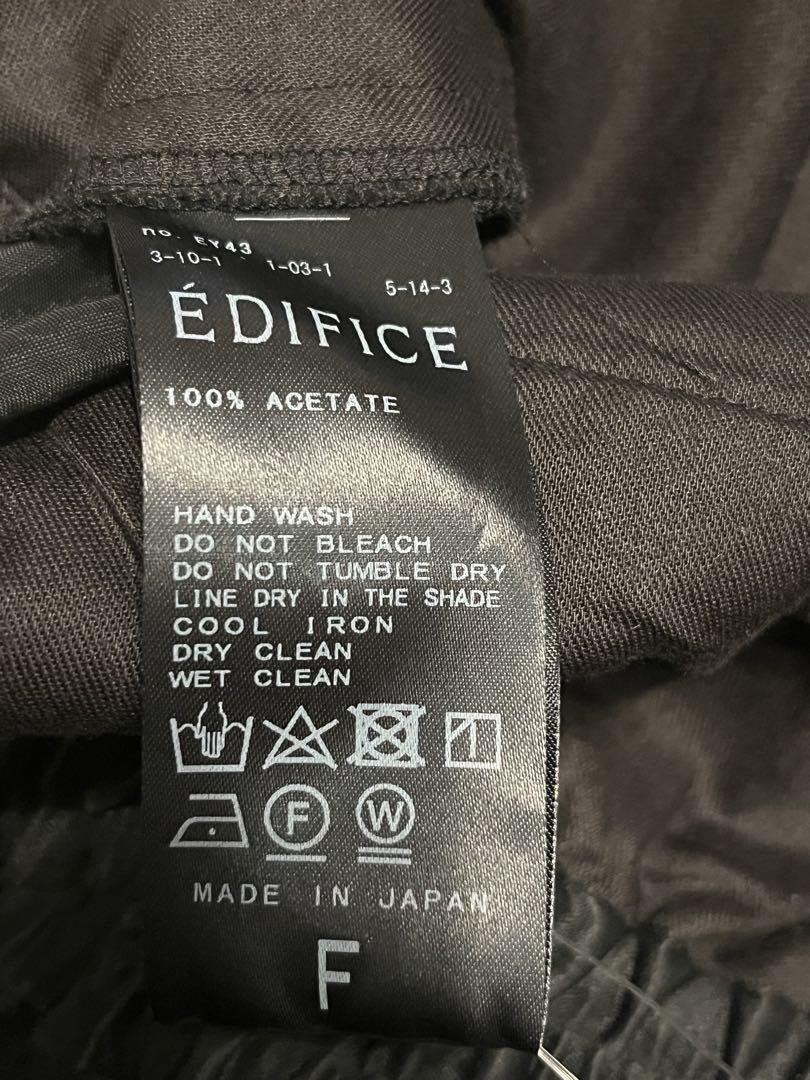 no. EY43
3-10-1 1-03-1 5-14-3
ÉDIFICE
100% ACETATE
HAND WASH
DO NOT BLEACH
DO NOT TUMBLE DRY
LINE DRY IN THE SHADE
COOL IRON
DRY CLEAN
WET CLEAN
F W
MADE IN JAPAN
F